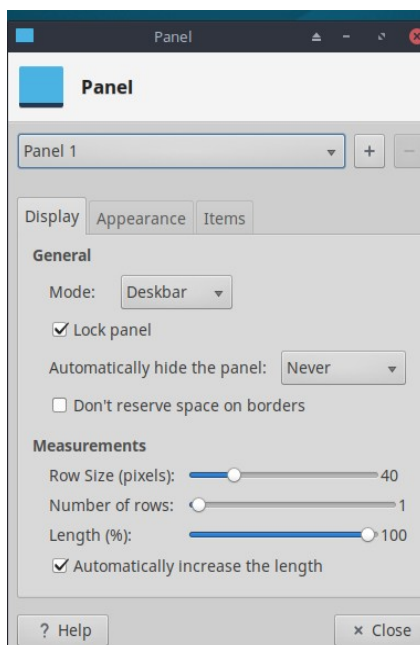 Panel
Panel
Panel 1
Display Appearance Items
General
Mode: Deskbar
Lock panel
Automatically hide the panel: Never
Don't reserve space on borders
Measurements
Row Size (pixels): 40
Number of rows: 1
Length (%): 100
Automatically increase the length
? Help × Close